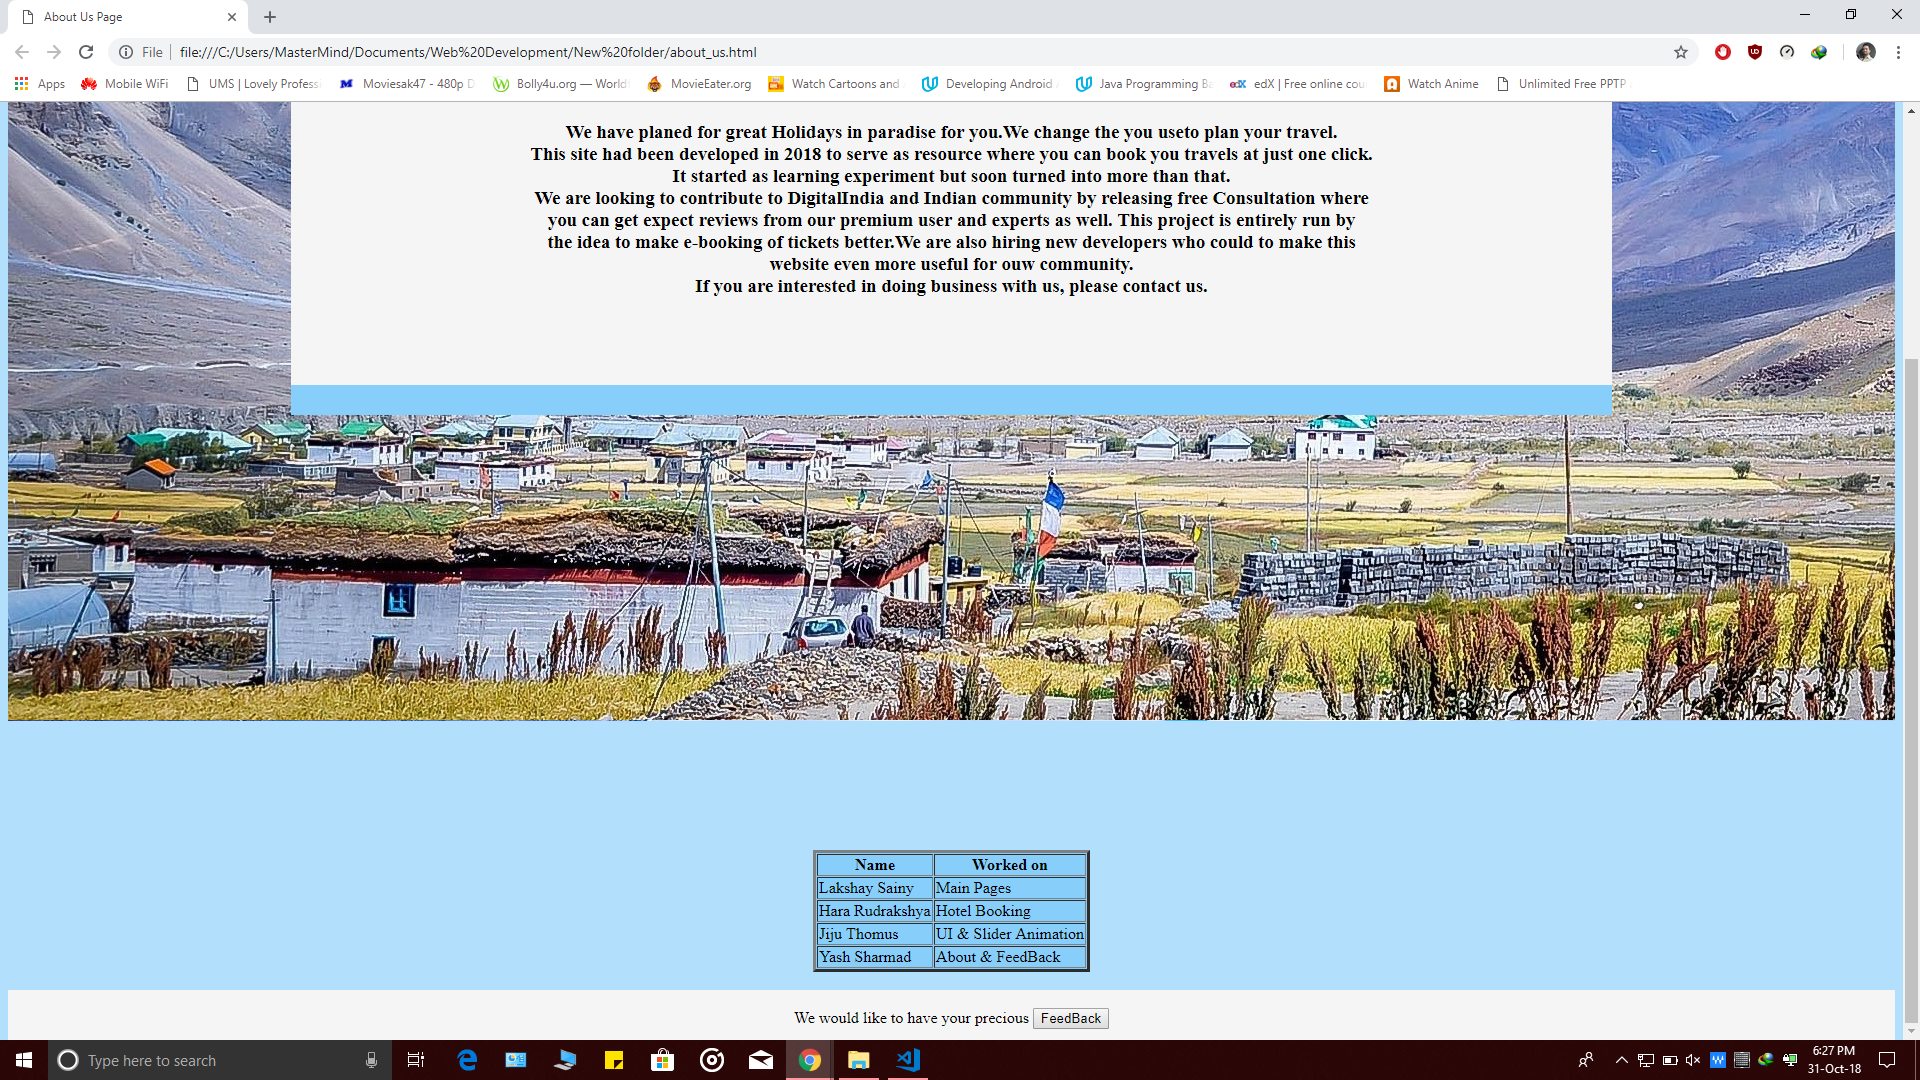 About Us Page
File
file:///C:/Users/MasterMind/Documents/Web%20Development/New%20folder/about_us.html
Apps
Mobile WiFi
UMS | Lovely Profess
Moviesak47 - 480p D
Bolly4u.org — World
MovieEater.org
Watch Cartoons and
Developing Android
Java Programming Ba
edX | Free online cou
Watch Anime
Unlimited Free PPTP
We have planed for great Holidays in paradise for you.We change the you useto plan your travel.
This site had been developed in 2018 to serve as resource where you can book you travels at just one click.
It started as learning experiment but soon turned into more than that.
We are looking to contribute to DigitalIndia and Indian community by releasing free Consultation where
you can get expect reviews from our premium user and experts as well. This project is entirely run by
the idea to make e-booking of tickets better.We are also hiring new developers who could to make this
website even more useful for ouw community.
If you are interested in doing business with us, please contact us.
Name Worked on
Lakshay Sainy Main Pages
Hara Rudrakshya Hotel Booking
Jiju Thomus UI & Slider Animation
Yash Sharmad About & FeedBack
We would like to have your precious FeedBack
Type here to search
6:27 PM
31-Oct-18